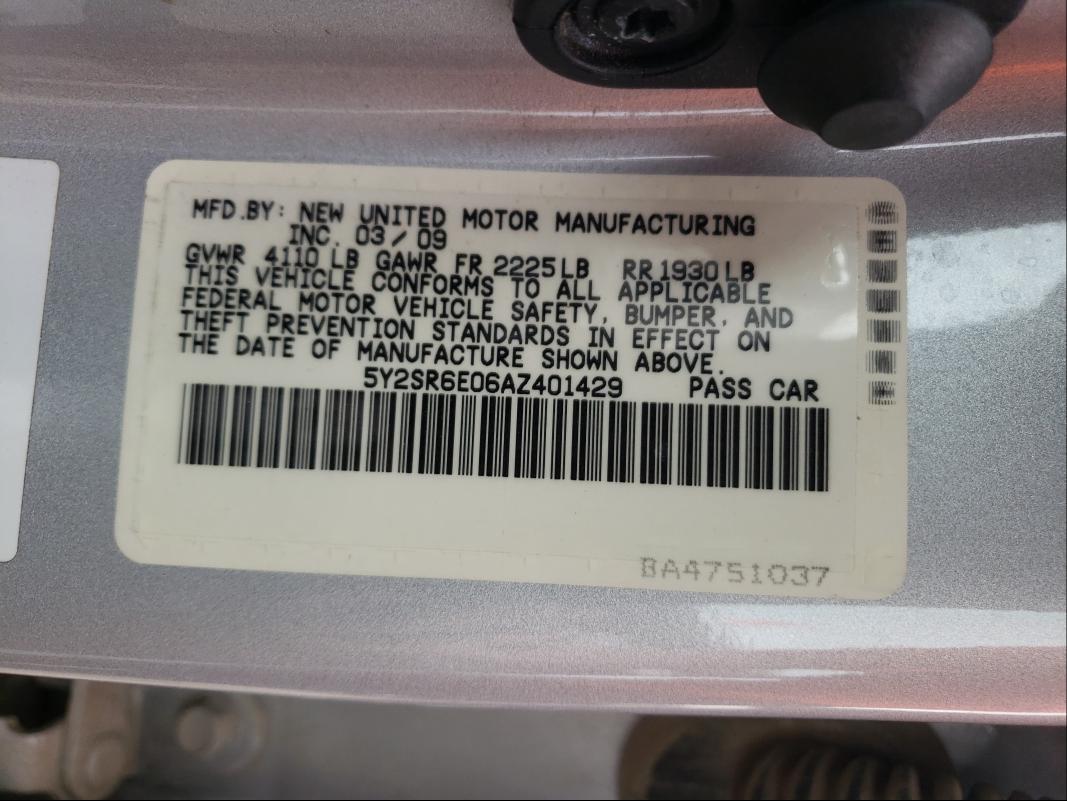 MFD.BY: NEW UNITED MOTOR MANUFACTURING
INC. 03/09
GVWR 4110 LB GAWR FR 2225LB RR1930LB
THIS VEHICLE CONFORMS TO ALL APPLICABLE
FEDERAL MOTOR VEHICLE SAFETY, BUMPER, AND
THEFT PREVENTION STANDARDS IN EFFECT ON
THE DATE OF MANUFACTURE SHOWN ABOVE.
5Y2SR6E06AZ401429 PASS CAR
BA4751037